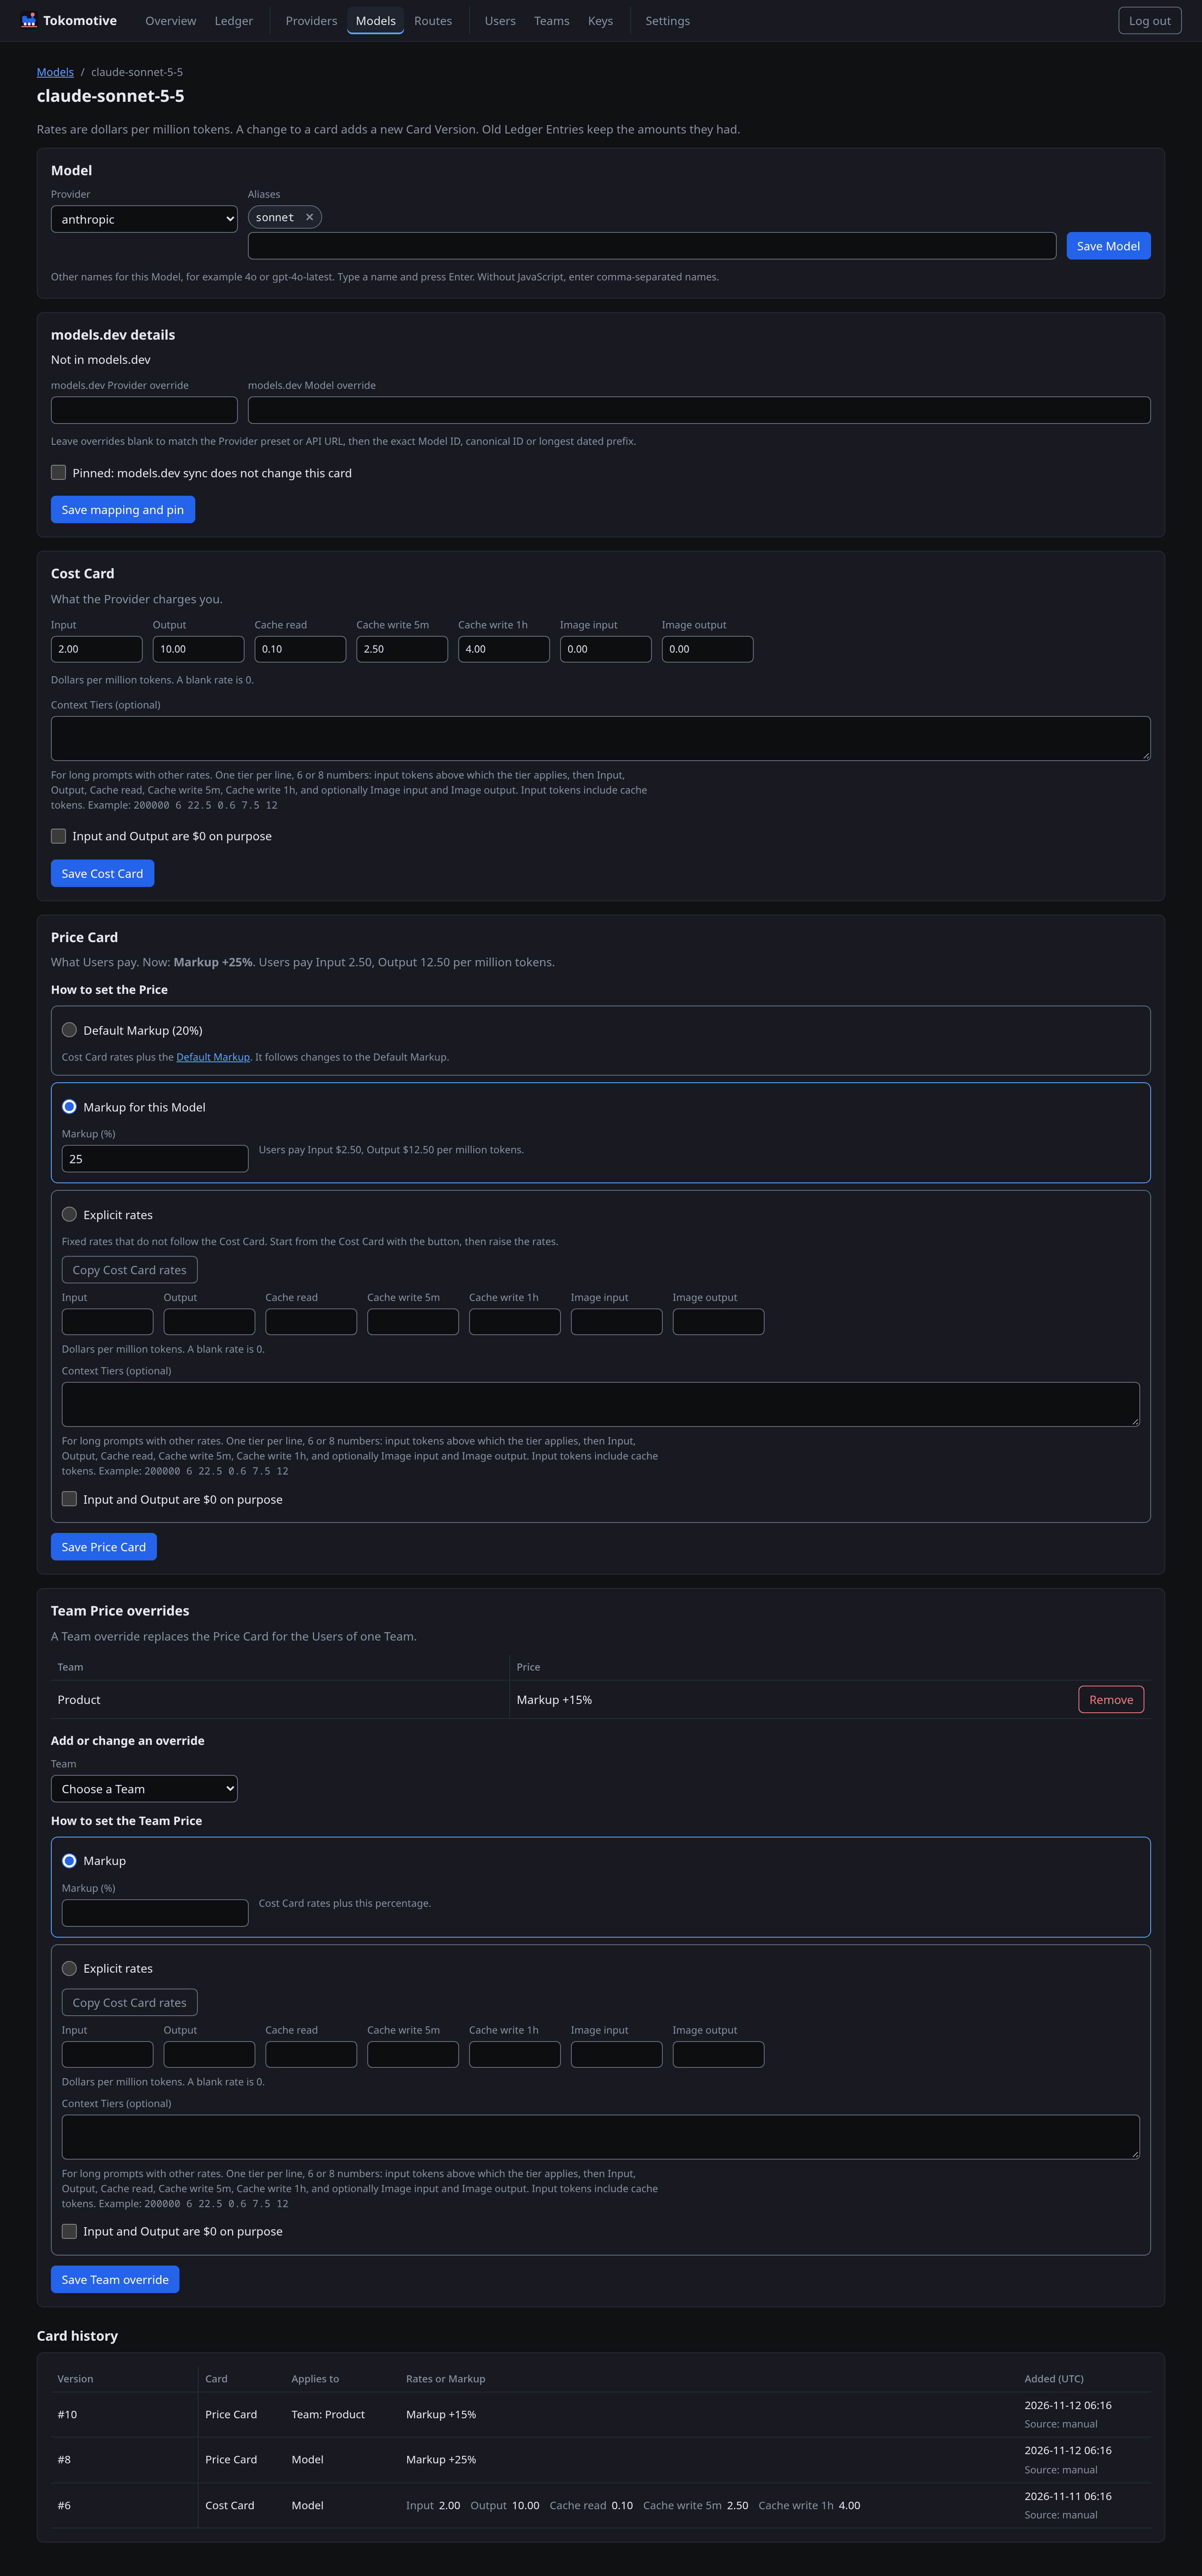 Tokomotive Overview Ledger Providers Models Routes Users Teams Keys Settings Log out
Models / claude-sonnet-5-5
claude-sonnet-5-5
Rates are dollars per million tokens. A change to a card adds a new Card Version. Old Ledger Entries keep the amounts they had.
Model
Provider Aliases
anthropic sonnet ✕
Save Model
Other names for this Model, for example 4o or gpt-4o-latest. Type a name and press Enter. Without JavaScript, enter comma-separated names.
models.dev details
Not in models.dev
models.dev Provider override models.dev Model override
Leave overrides blank to match the Provider preset or API URL, then the exact Model ID, canonical ID or longest dated prefix.
Pinned: models.dev sync does not change this card
Save mapping and pin
Cost Card
What the Provider charges you.
Input Output Cache read Cache write 5m Cache write 1h Image input Image output
2.00 10.00 0.10 2.50 4.00 0.00 0.00
Dollars per million tokens. A blank rate is 0.
Context Tiers (optional)
For long prompts with other rates. One tier per line, 6 or 8 numbers: input tokens above which the tier applies, then Input,
Output, Cache read, Cache write 5m, Cache write 1h, and optionally Image input and Image output. Input tokens include cache
tokens. Example: 200000 6 22.5 0.6 7.5 12
Input and Output are $0 on purpose
Save Cost Card
Price Card
What Users pay. Now: Markup +25%. Users pay Input 2.50, Output 12.50 per million tokens.
How to set the Price
Default Markup (20%)
Cost Card rates plus the Default Markup. It follows changes to the Default Markup.
Markup for this Model
Markup (%)
25 Users pay Input $2.50, Output $12.50 per million tokens.
Explicit rates
Fixed rates that do not follow the Cost Card. Start from the Cost Card with the button, then raise the rates.
Copy Cost Card rates
Input Output Cache read Cache write 5m Cache write 1h Image input Image output
Dollars per million tokens. A blank rate is 0.
Context Tiers (optional)
For long prompts with other rates. One tier per line, 6 or 8 numbers: input tokens above which the tier applies, then Input,
Output, Cache read, Cache write 5m, Cache write 1h, and optionally Image input and Image output. Input tokens include cache
tokens. Example: 200000 6 22.5 0.6 7.5 12
Input and Output are $0 on purpose
Save Price Card
Team Price overrides
A Team override replaces the Price Card for the Users of one Team.
Team Price
Product Markup +15% Remove
Add or change an override
Team
Choose a Team
How to set the Team Price
Markup
Markup (%)
Cost Card rates plus this percentage.
Explicit rates
Copy Cost Card rates
Input Output Cache read Cache write 5m Cache write 1h Image input Image output
Dollars per million tokens. A blank rate is 0.
Context Tiers (optional)
For long prompts with other rates. One tier per line, 6 or 8 numbers: input tokens above which the tier applies, then Input,
Output, Cache read, Cache write 5m, Cache write 1h, and optionally Image input and Image output. Input tokens include cache
tokens. Example: 200000 6 22.5 0.6 7.5 12
Input and Output are $0 on purpose
Save Team override
Card history
Version Card Applies to Rates or Markup Added (UTC)
#10 Price Card Team: Product Markup +15% 2026-11-12 06:16
Source: manual
#8 Price Card Model Markup +25% 2026-11-12 06:16
Source: manual
#6 Cost Card Model Input 2.00 Output 10.00 Cache read 0.10 Cache write 5m 2.50 Cache write 1h 4.00 2026-11-11 06:16
Source: manual